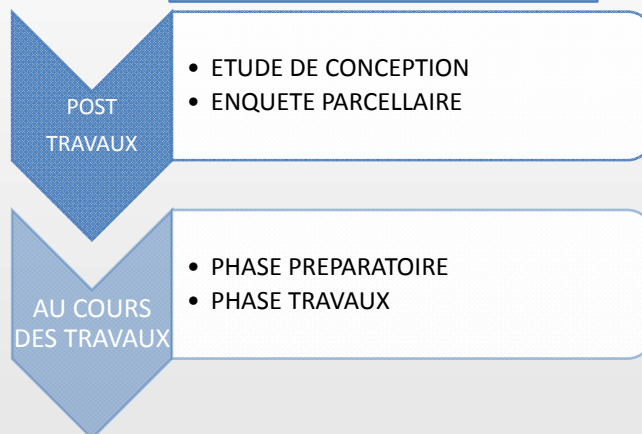 POST
TRAVAUX
• ETUDE DE CONCEPTION
• ENQUETE PARCELLAIRE
AU COURS
DES TRAVAUX
• PHASE PREPARATOIRE
• PHASE TRAVAUX